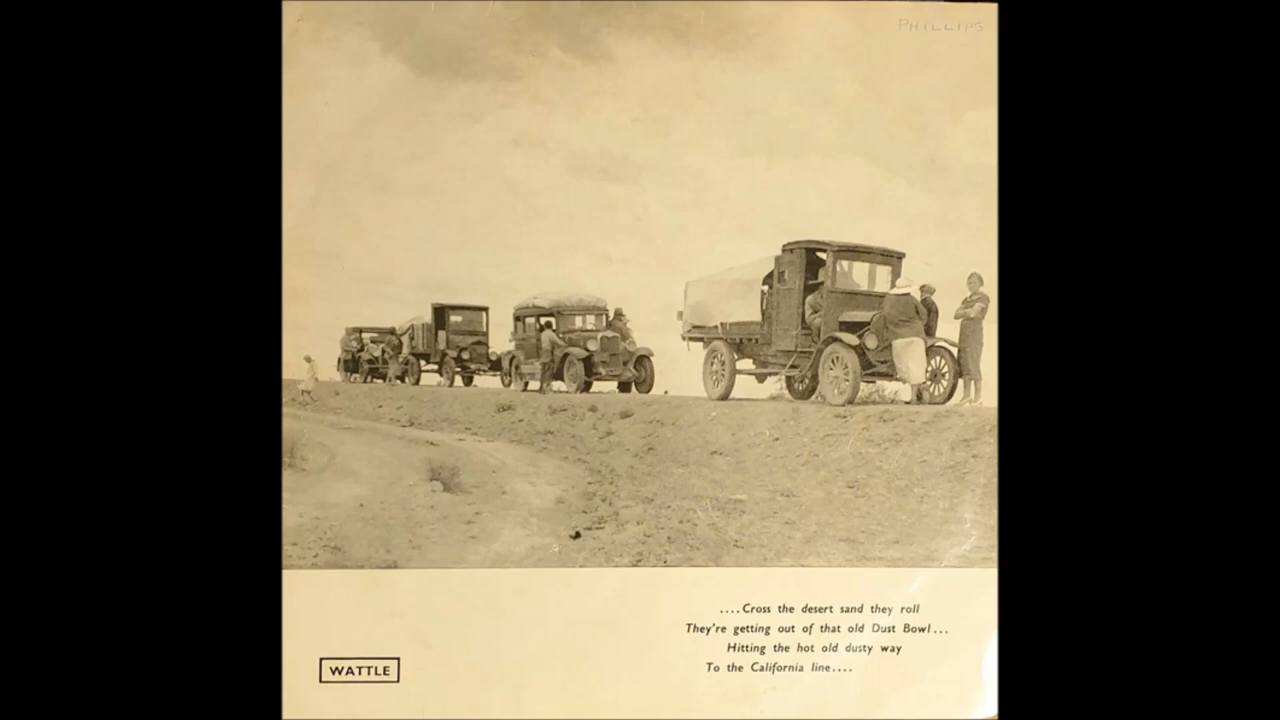 PHILLIPS
....Cross the desert sand they roll
They're getting out of that old Dust Bowl...
Hitting the hot old dusty way
To the California line....
WATTLE